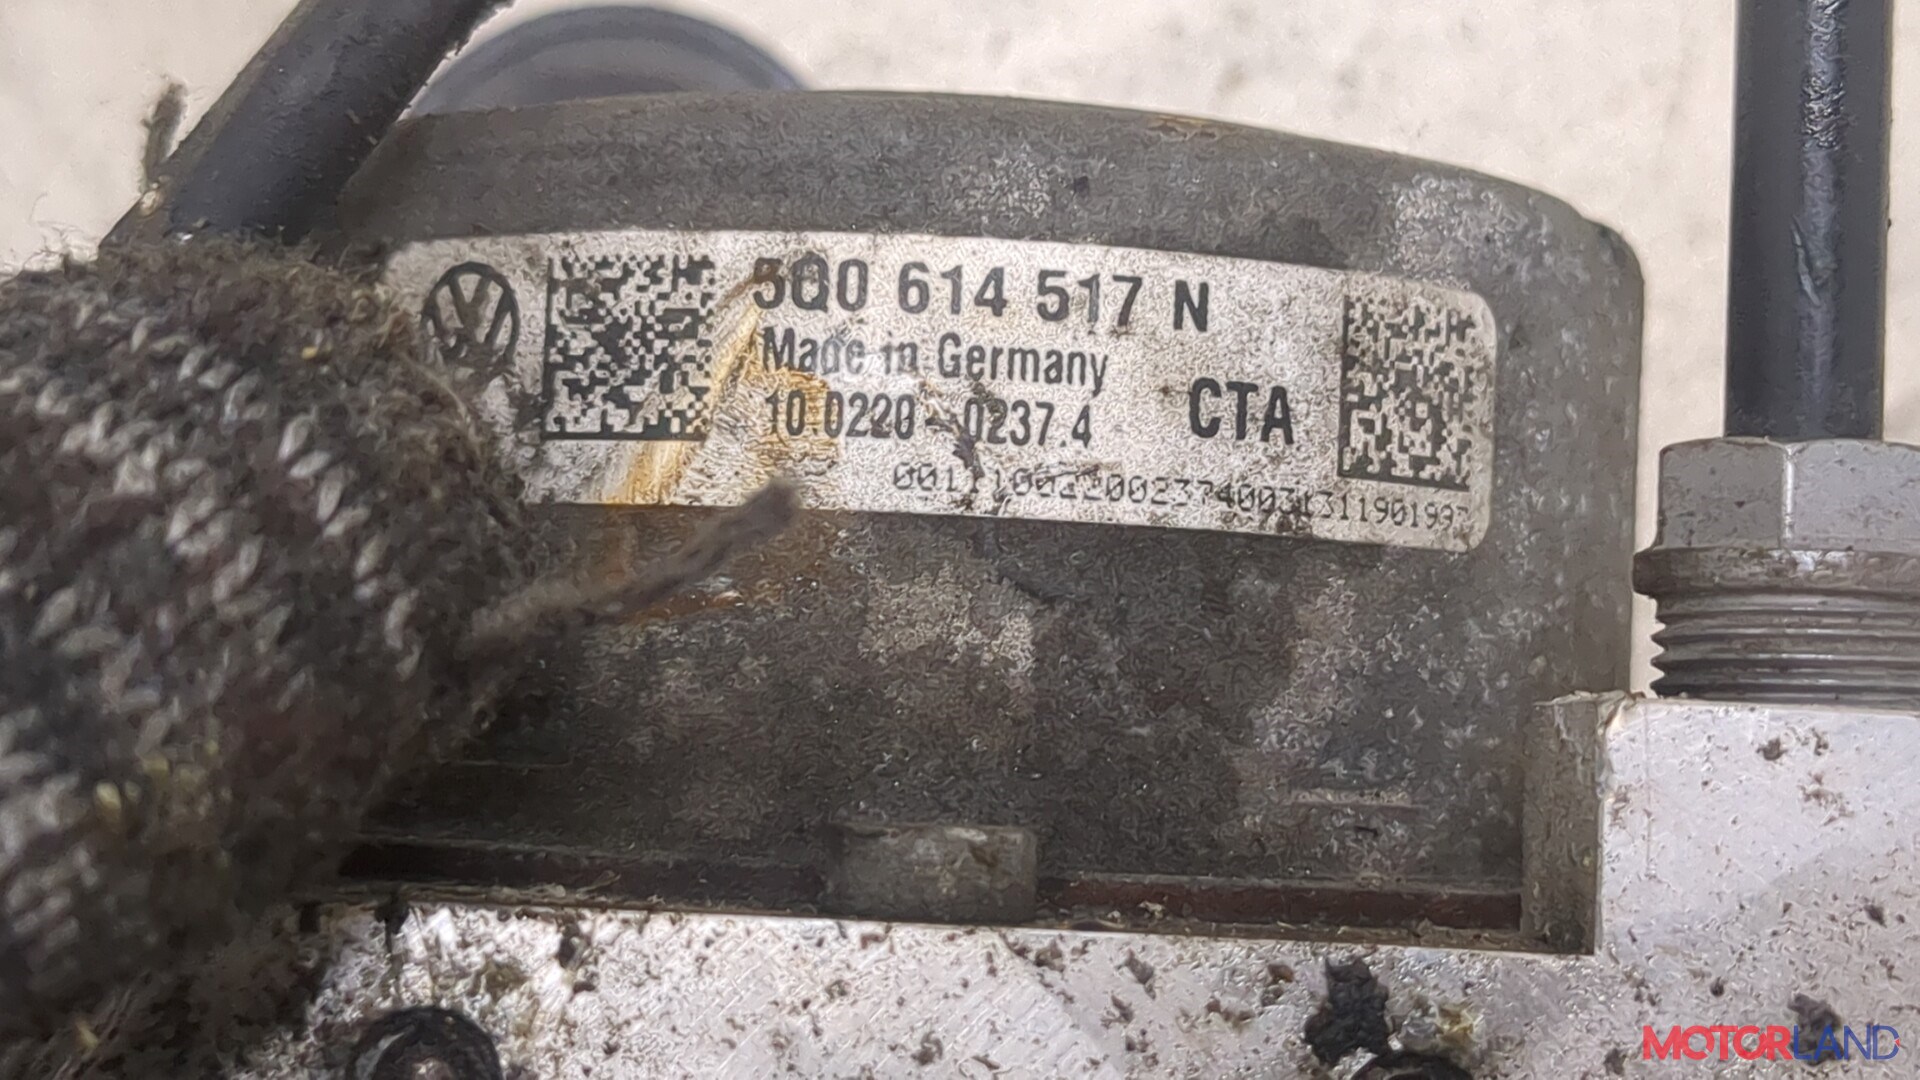 5Q0 614 517 N
Made in Germany
10.0220-0237.4
CTA
MOTORLAND